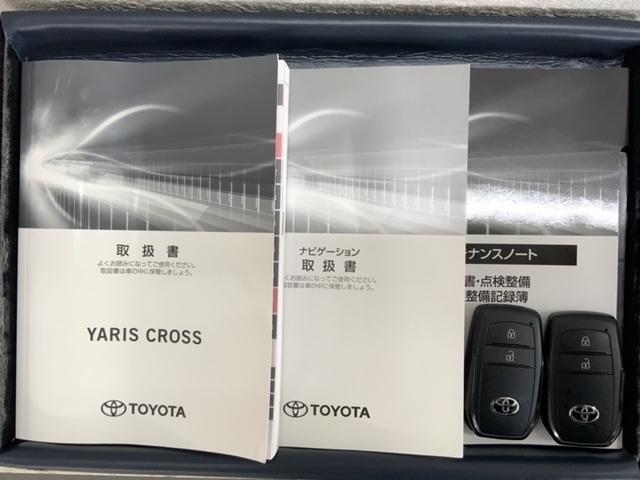 取扱書
よくお読みになってご使用ください。
取扱書は車の中に保管しましょう。
YARIS CROSS
TOYOTA
ナビゲーション
取扱書
よくお読みになってご使用ください。
取扱書は車の中に保管しましょう。
TOYOTA
ナンスノート
書・点検整備
整備記録簿